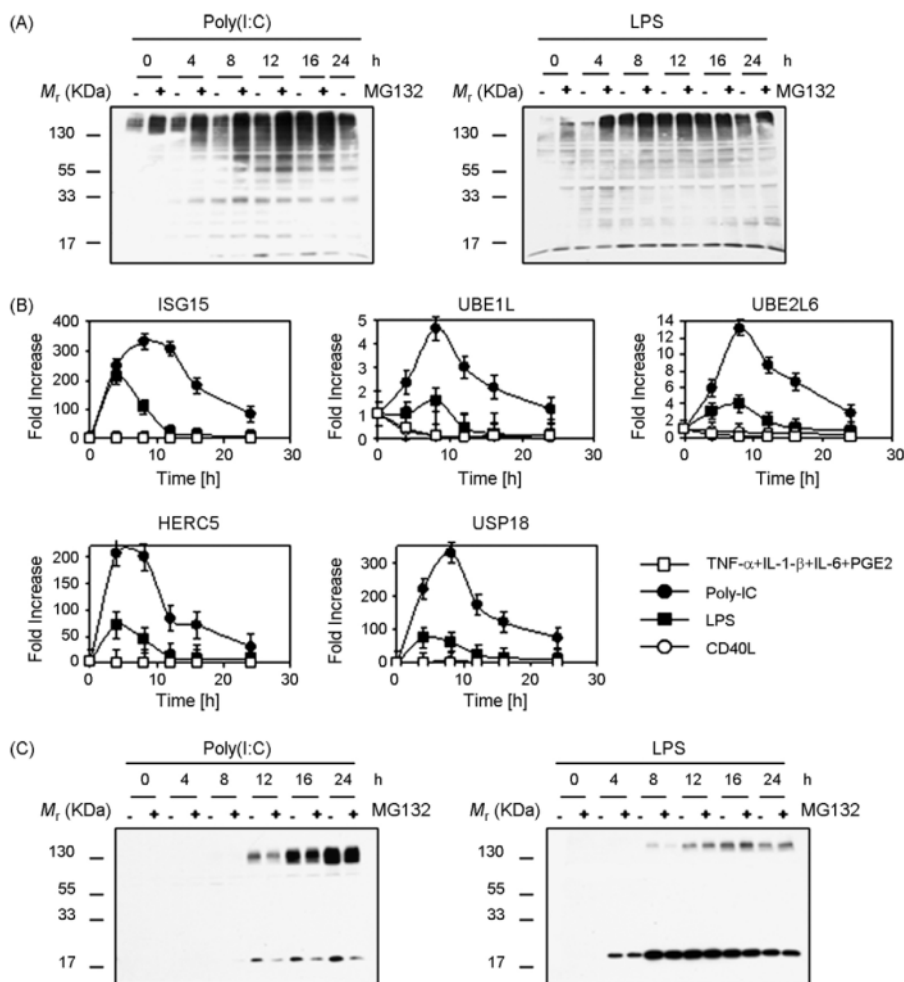 (A) Poly(I:C) LPS
0 4 8 12 16 24 h 0 4 8 12 16 24 h
Mr (KDa) - + - + - + - + - + - MG132 Mr (KDa) - + - + - + - + - + - + MG132
130 130
55 55
33 33
17 17
(B)
ISG15 UBE1L UBE2L6
400 5 14
300 4 12
200 3 10
100 2 8
0 1 6
0 4
2
0
Fold Increase Fold Increase Fold Increase
0 10 20 30 0 10 20 30 0 10 20 30
Time [h] Time [h] Time [h]
HERC5 USP18
200 300
150 200
100 100
50 0
0
Fold Increase Fold Increase
0 10 20 30 0 10 20 30
Time [h] Time [h]
TNF-α+IL-1-β+IL-6+PGE2
Poly-IC
LPS
CD40L
(C) Poly(I:C) LPS
0 4 8 12 16 24 h 0 4 8 12 16 24 h
Mr (KDa) - + - + - + - + - + - + MG132 Mr (KDa) - + - + - + - + - + - + MG132
130 130
55 55
33 33
17 17